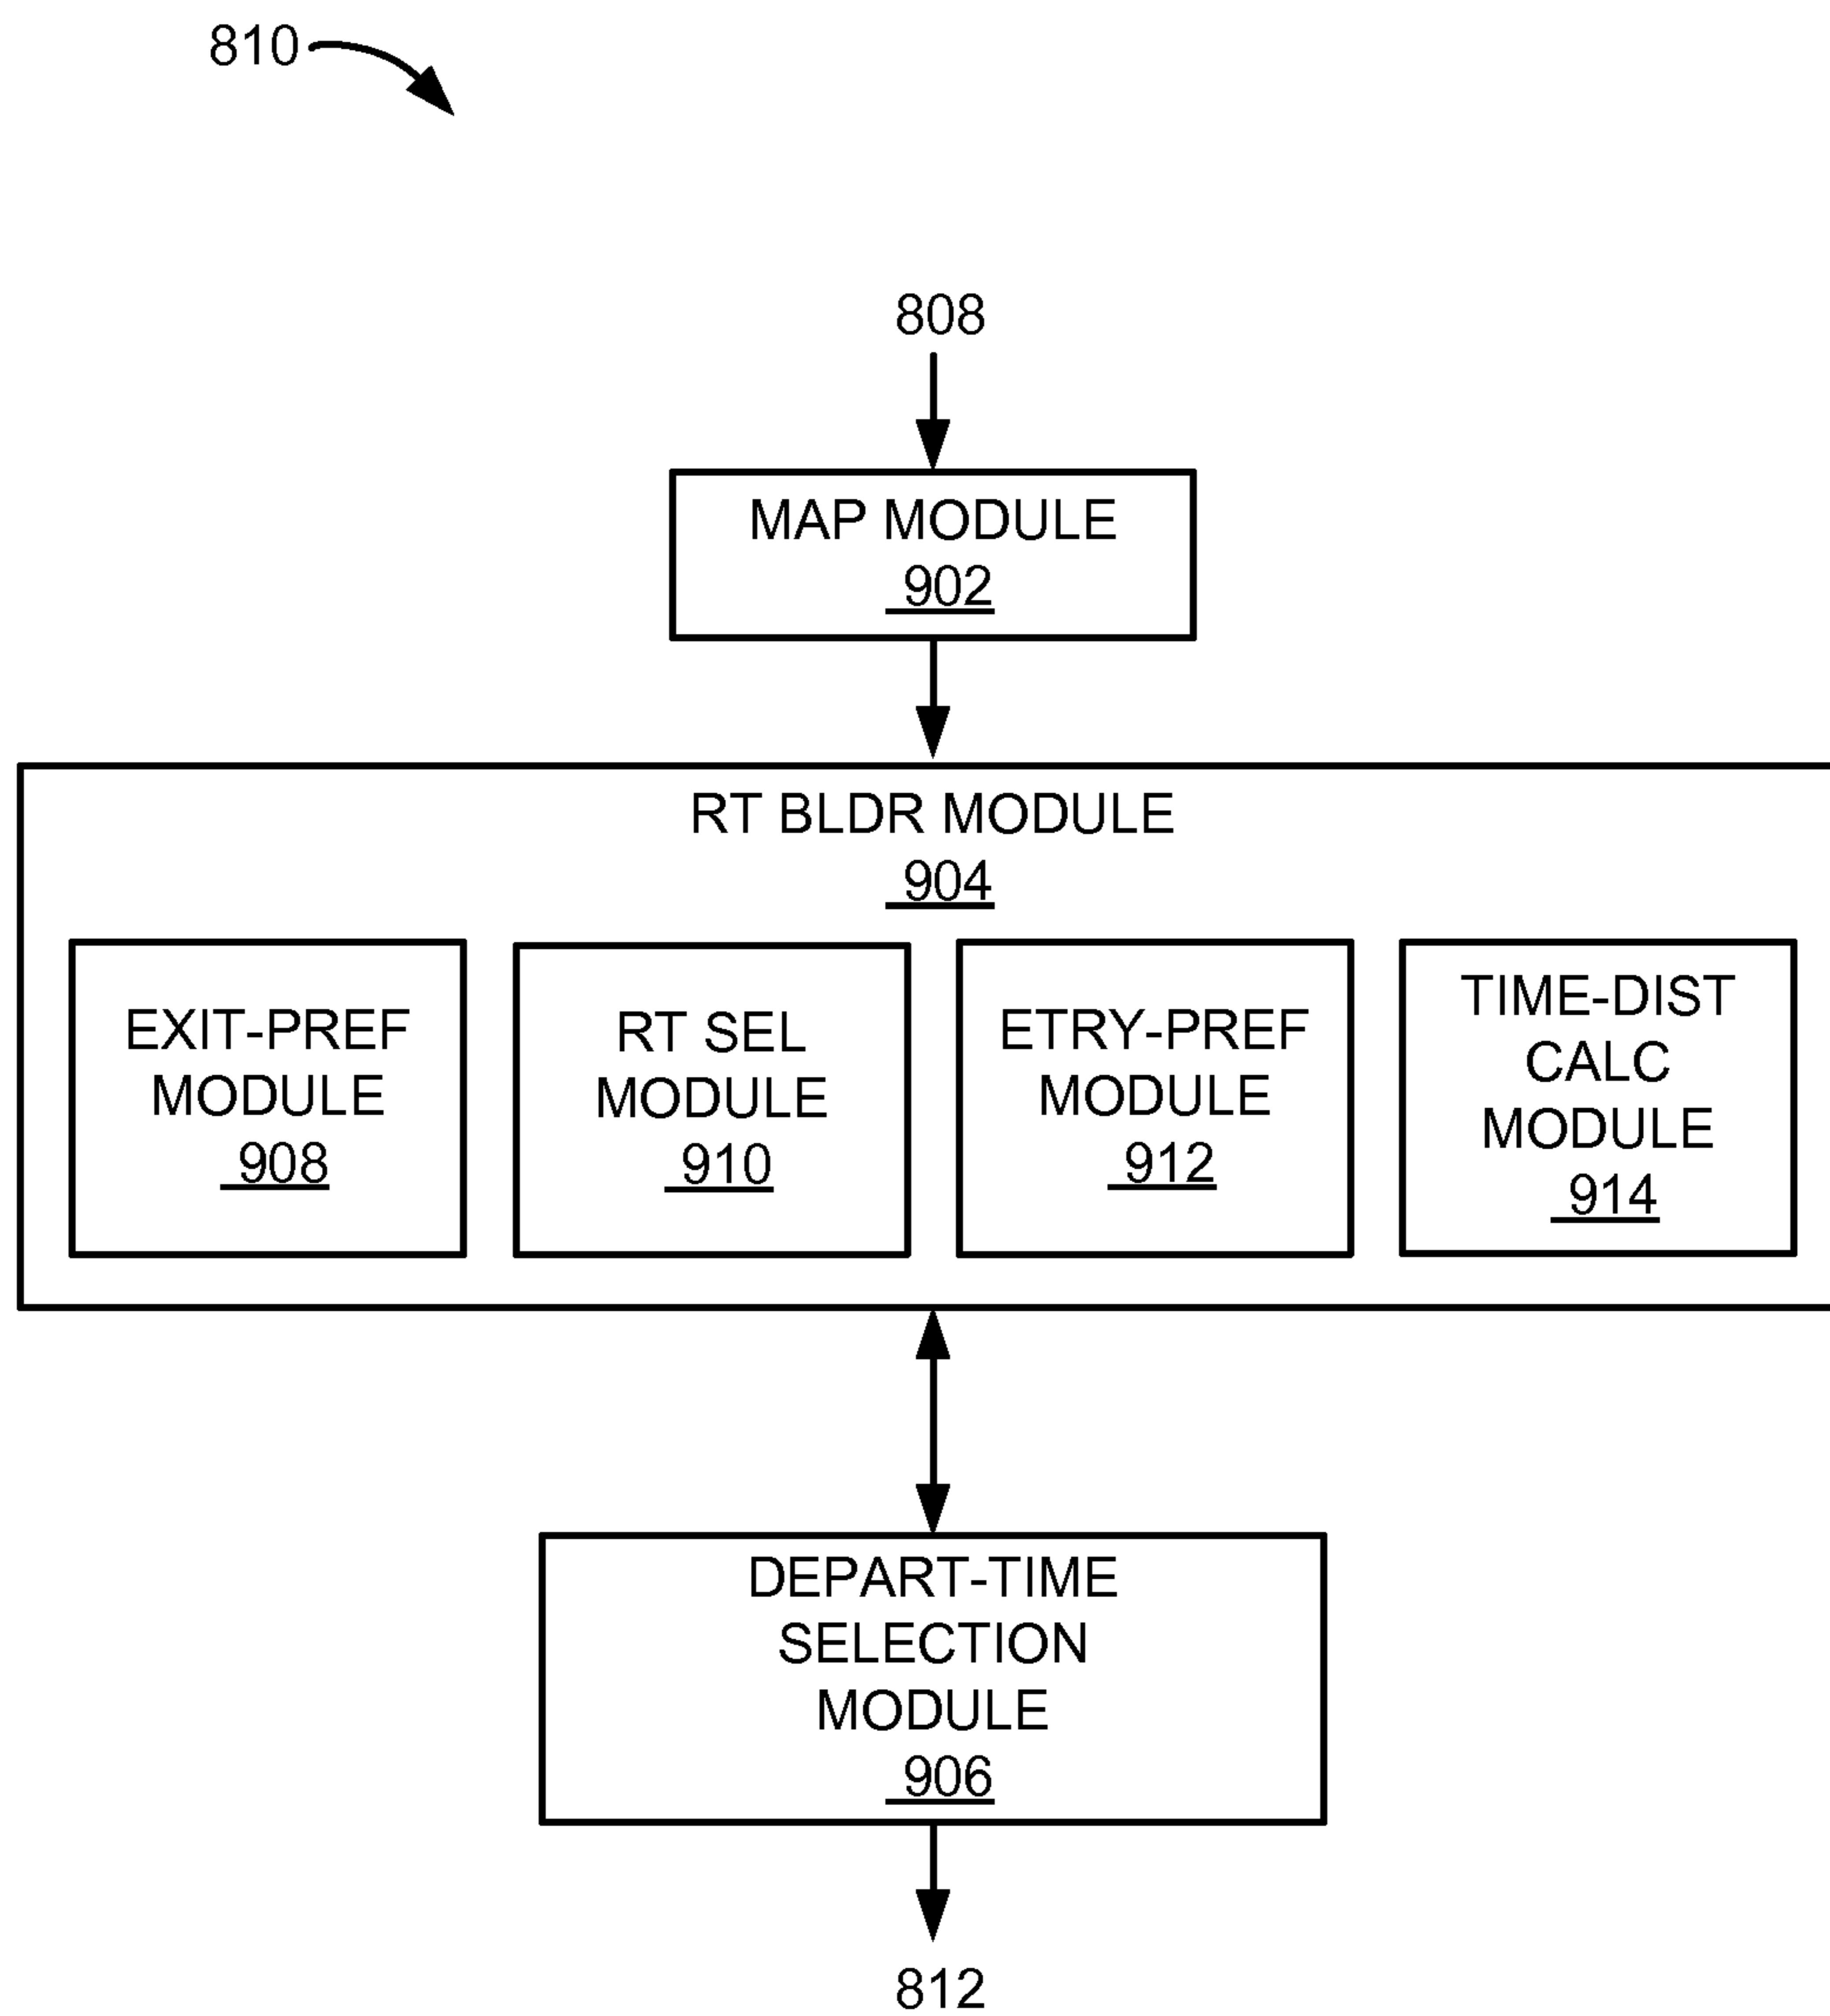 810
808
MAP MODULE
902
RT BLDR MODULE
904
EXIT-PREF
MODULE
908
RT SEL
MODULE
910
ETRY-PREF
MODULE
912
TIME-DIST
CALC
MODULE
914
DEPART-TIME
SELECTION
MODULE
906
812